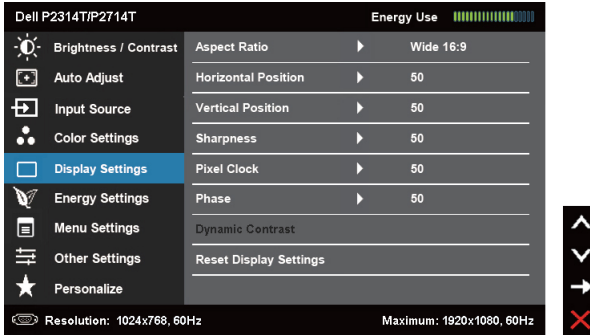 Dell P2314T/P2714T Energy Use
Brightness / Contrast Aspect Ratio Wide 16:9
Auto Adjust Horizontal Position 50
Input Source Vertical Position 50
Color Settings Sharpness 50
Display Settings Pixel Clock 50
Energy Settings Phase 50
Menu Settings Dynamic Contrast
Other Settings Reset Display Settings
Personalize
Resolution: 1024x768, 60Hz Maximum: 1920x1080, 60Hz